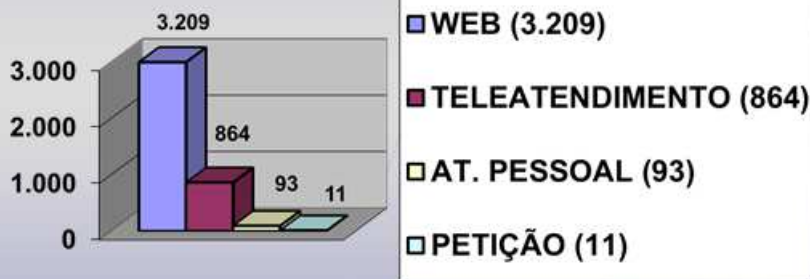 3.209
3.000
2.000
1.000
0
864
93
11
WEB (3.209)
TELEATENDIMENTO (864)
AT. PESSOAL (93)
PETIÇÃO (11)